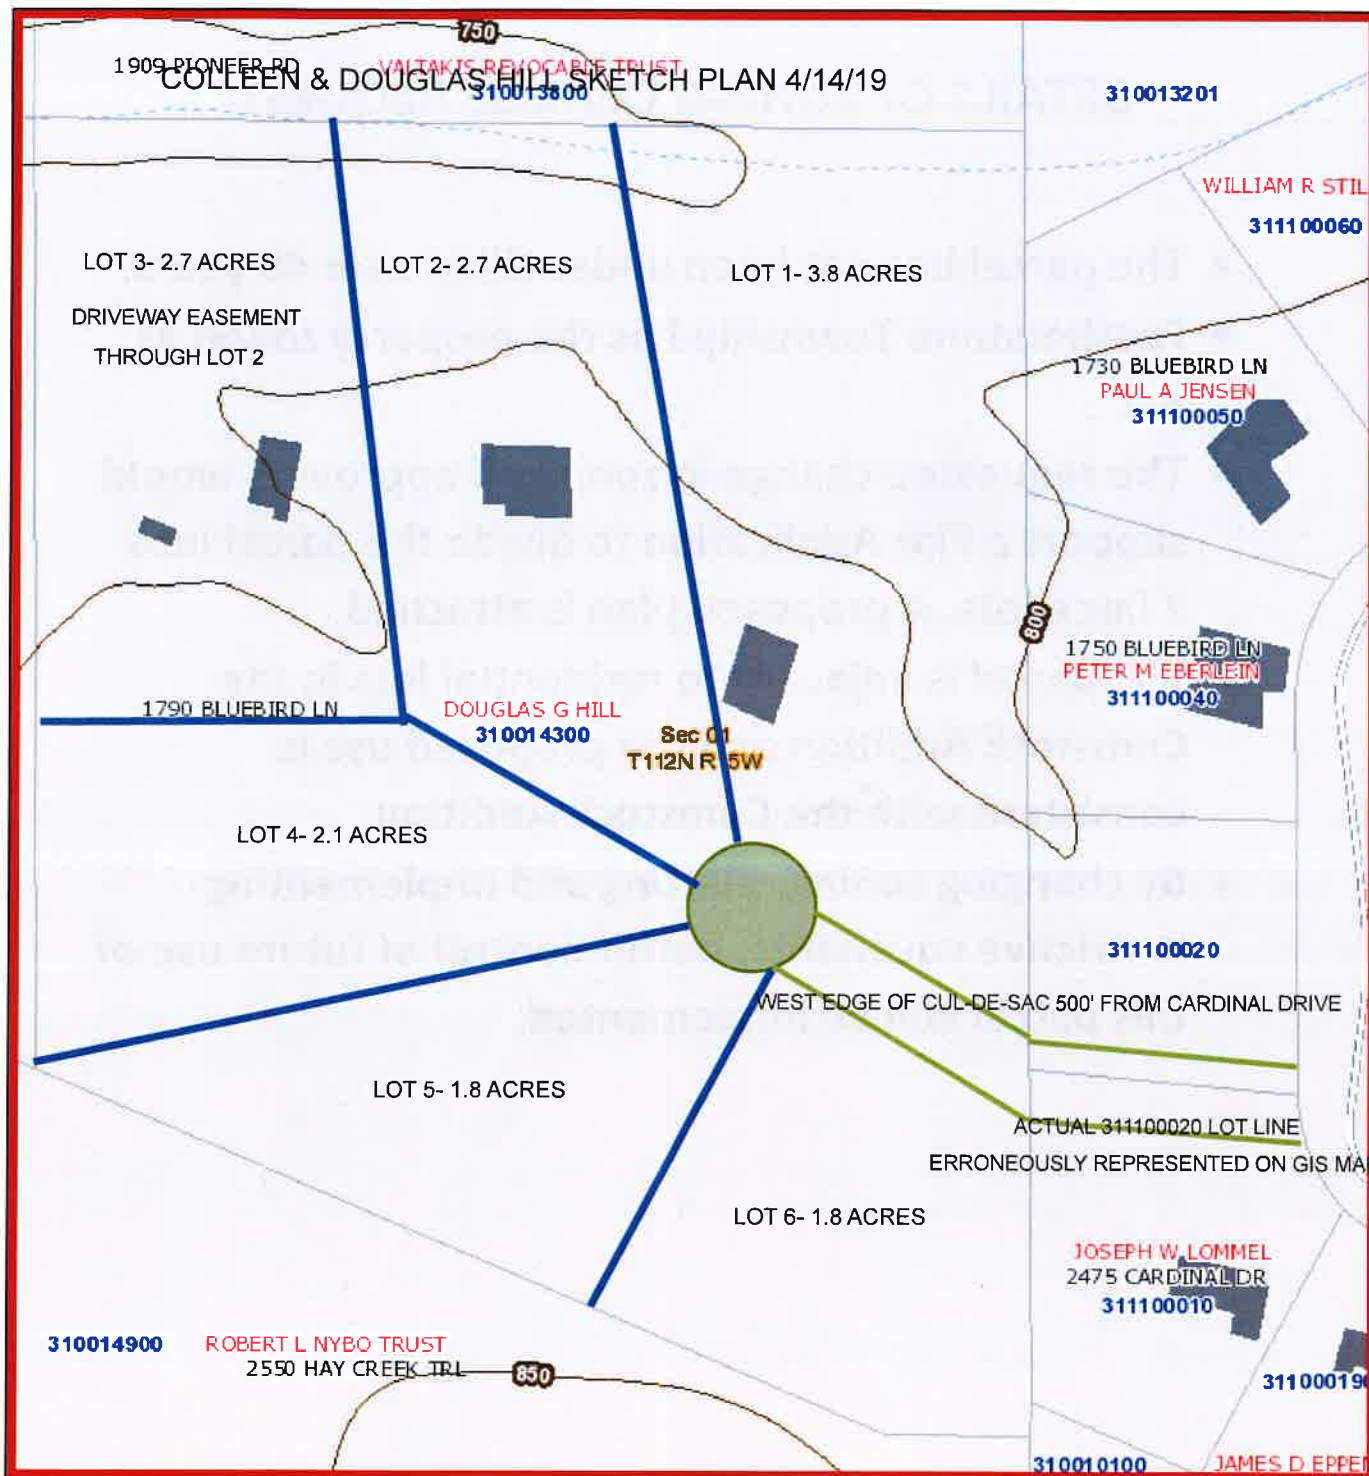 750
1909 PIONEER RD
VALTAKIS REVOCABLE TRUST
COLLEEN & DOUGLAS HILL SKETCH PLAN 4/14/19
310013800
310013201
WILLIAM R STIL
311100060
LOT 3- 2.7 ACRES
LOT 2- 2.7 ACRES
LOT 1- 3.8 ACRES
DRIVEWAY EASEMENT
THROUGH LOT 2
1730 BLUEBIRD LN
PAUL A JENSEN
311100050
800
1750 BLUEBIRD LN
PETER M EBERLEIN
311100040
1790 BLUEBIRD LN
DOUGLAS G HILL
310014300
Sec 01
T112N R 5W
LOT 4- 2.1 ACRES
311100020
WEST EDGE OF CUL-DE-SAC 500' FROM CARDINAL DRIVE
LOT 5- 1.8 ACRES
ACTUAL 311100020 LOT LINE
ERRONEOUSLY REPRESENTED ON GIS MA
LOT 6- 1.8 ACRES
JOSEPH W LOMMEL
2475 CARDINAL DR
311100010
310014900
ROBERT L NYBO TRUST
2550 HAY CREEK TRL
850
31100019
310010100
JAMES D EPPE